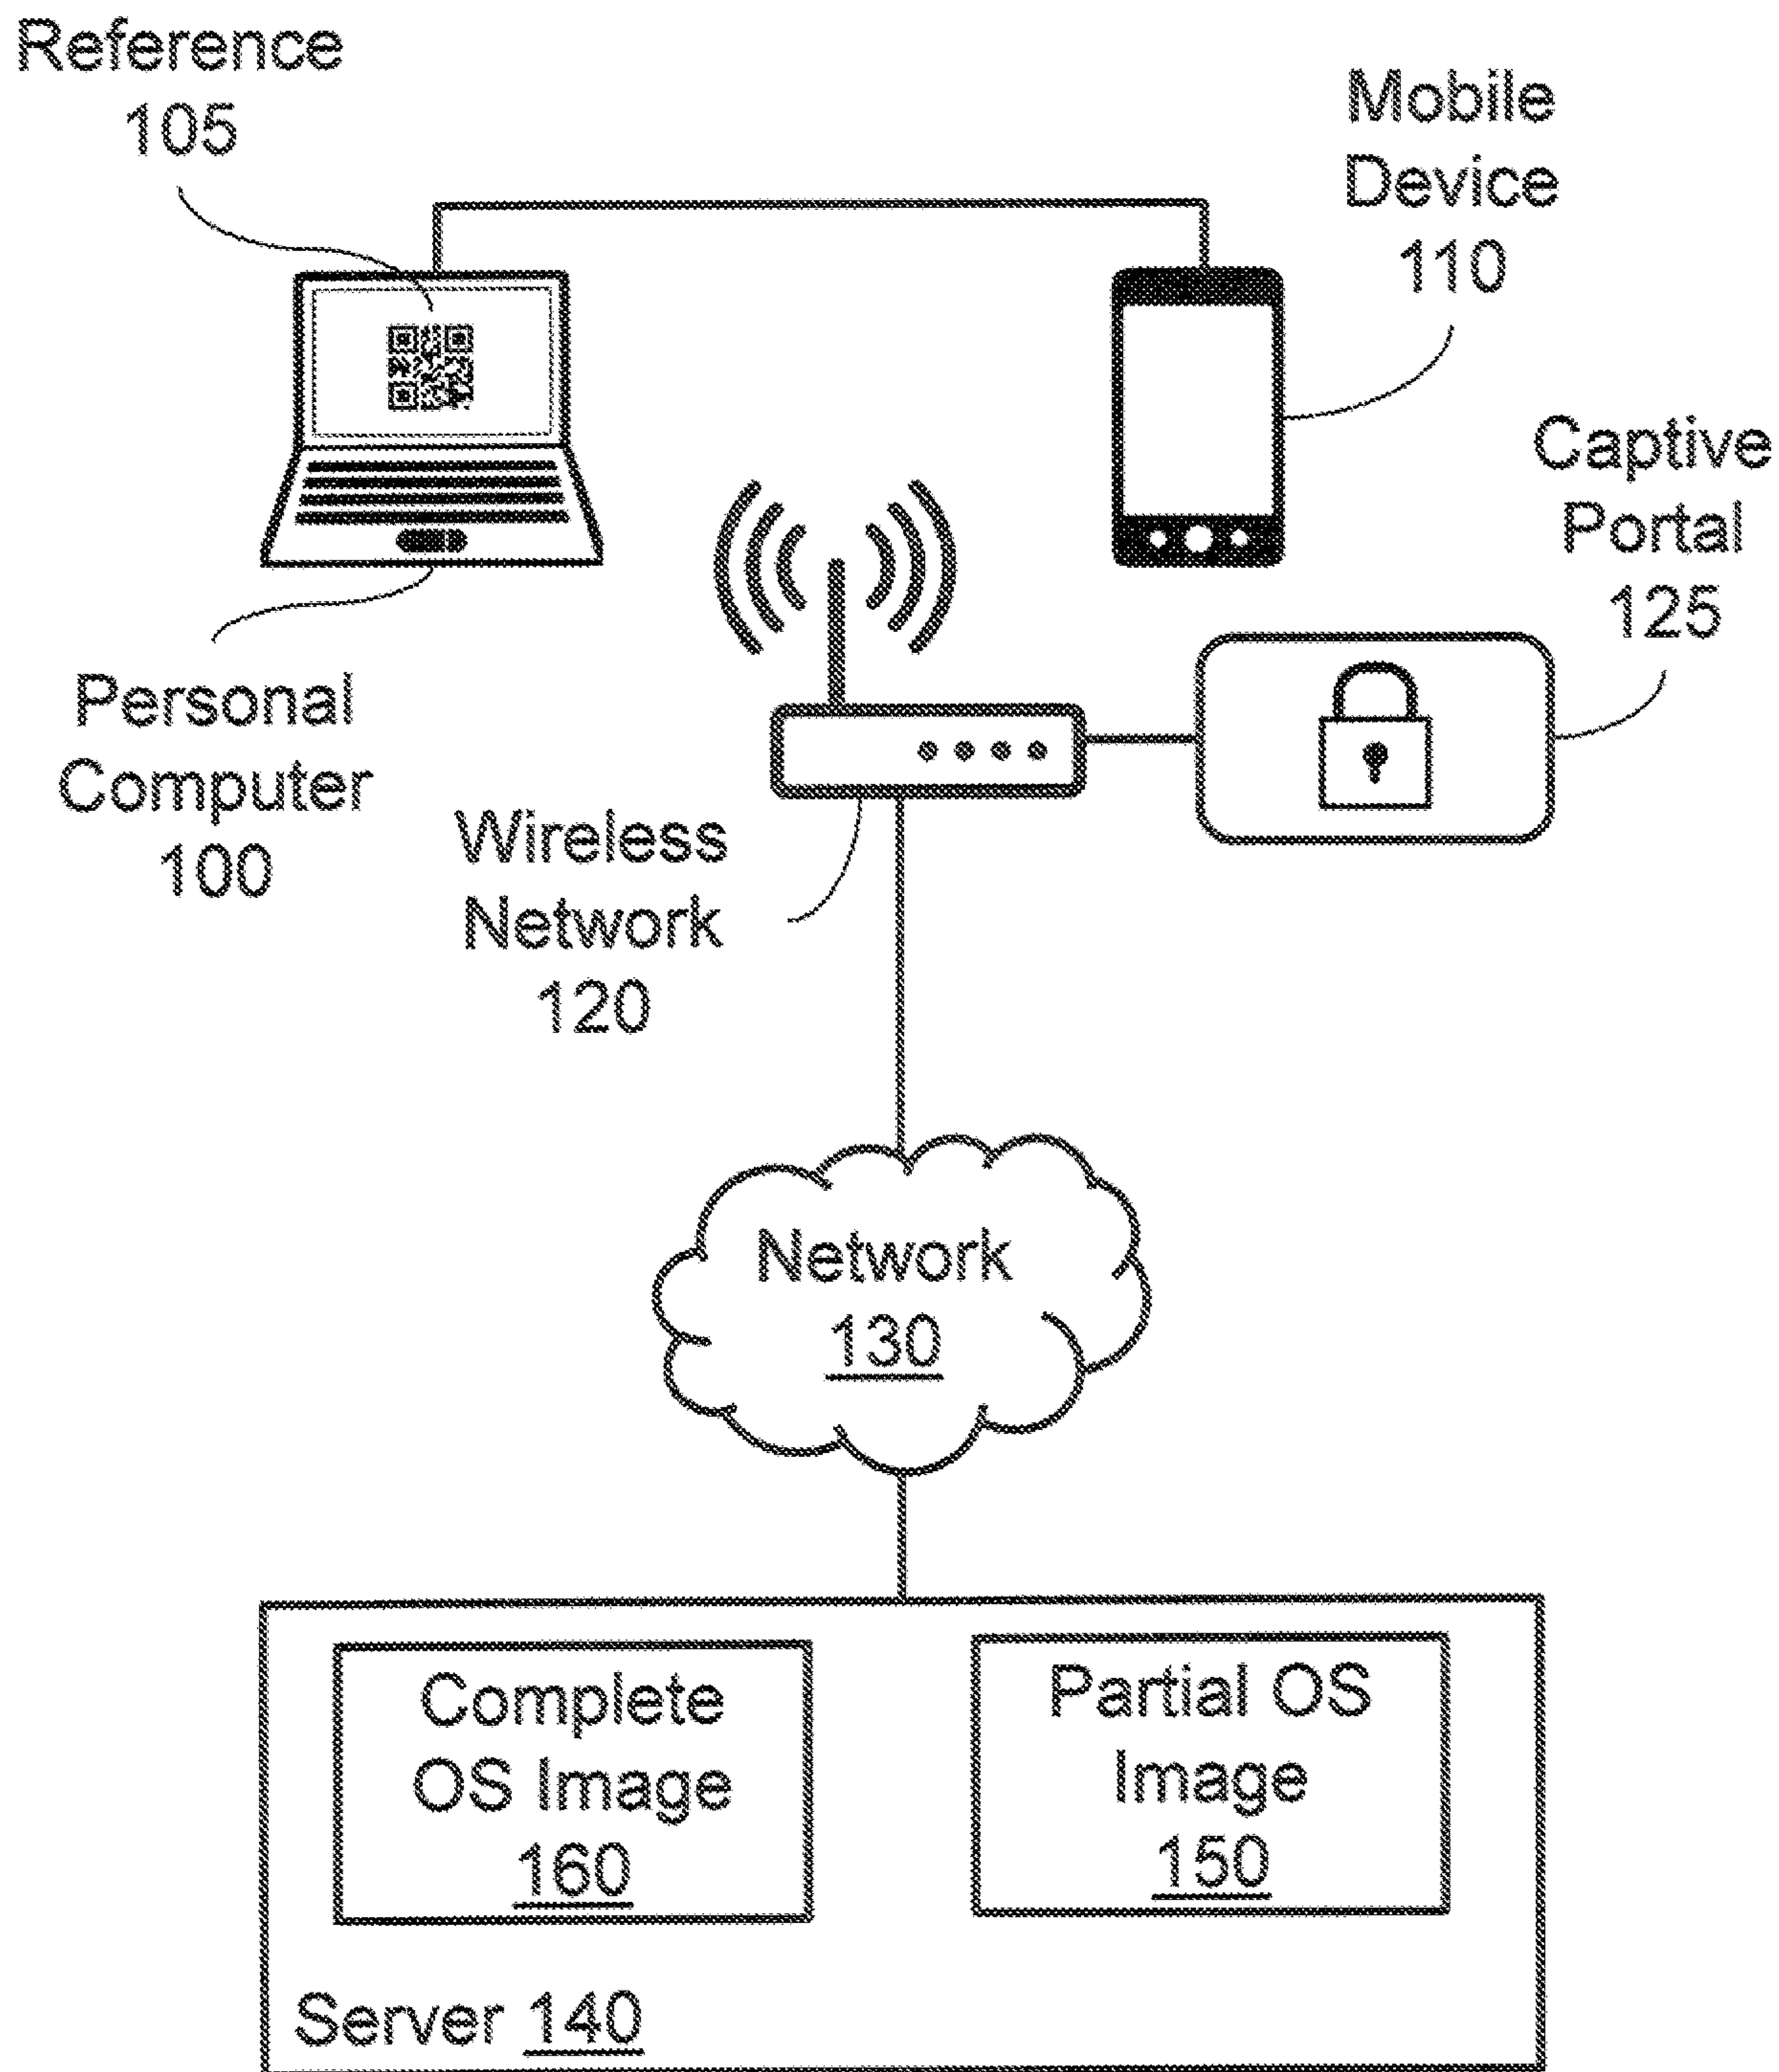 Reference
105
Mobile
Device
110
Captive
Portal
125
Personal
Computer
100
Wireless
Network
120
Network
130
Complete
OS Image
160
Partial OS
Image
150
Server 140